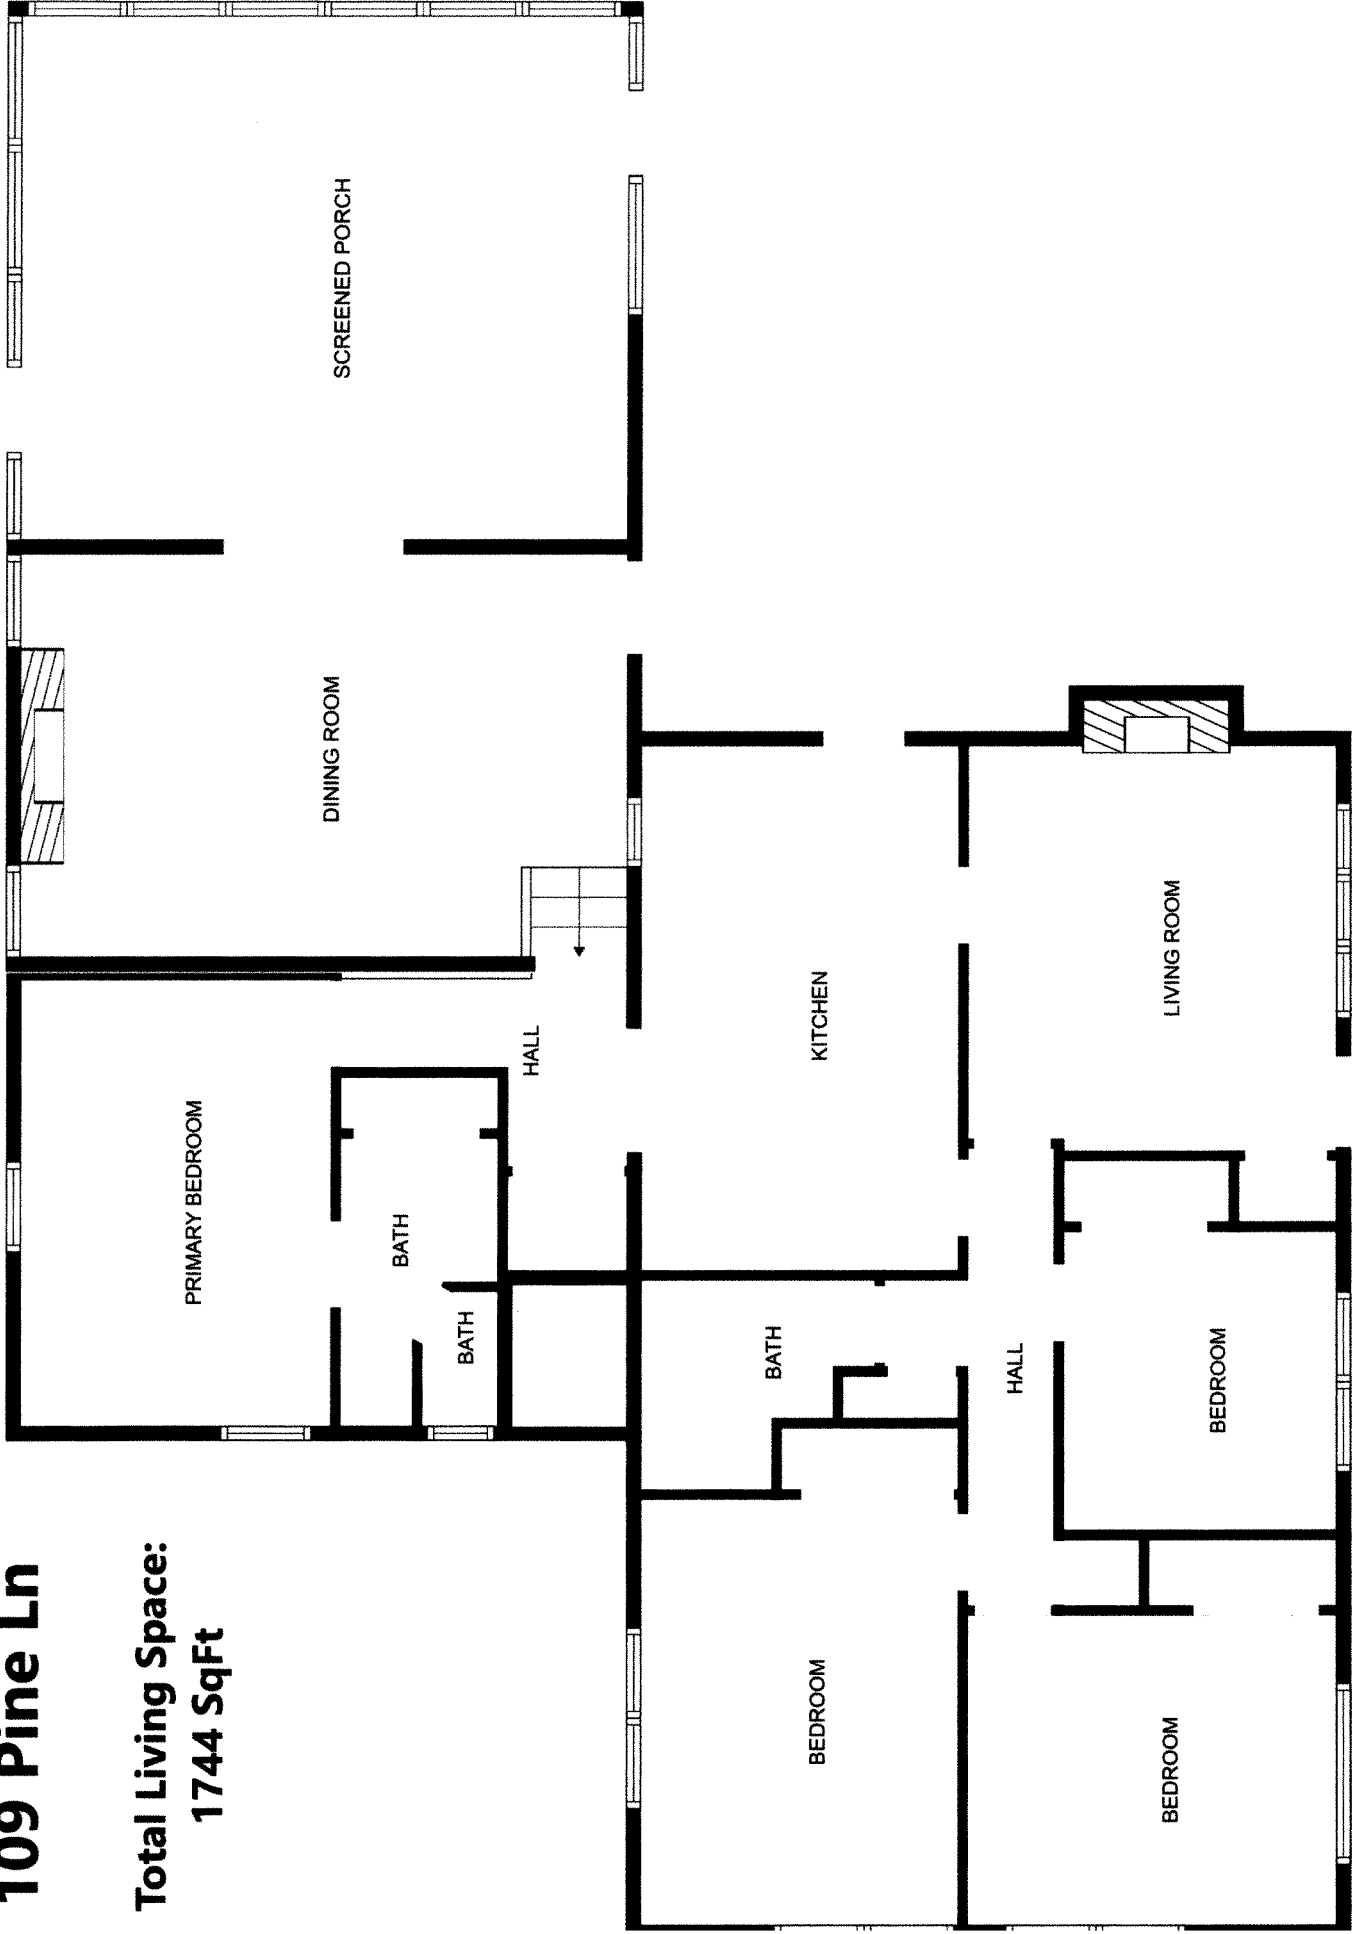 109 Pine Ln
Total Living Space:
1744 SqFt
PRIMARY BEDROOM
DINING ROOM
SCREENED PORCH
BATH
BATH
HALL
BATH
KITCHEN
BEDROOM
HALL
LIVING ROOM
BEDROOM
BEDROOM